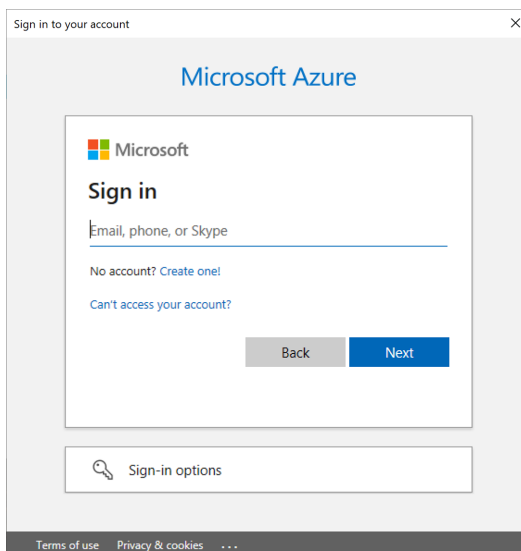 Sign in to your account
Microsoft Azure
Microsoft
Sign in
Email, phone, or Skype
No account? Create one!
Can't access your account?
Back Next
Sign-in options
Terms of use Privacy & cookies ...